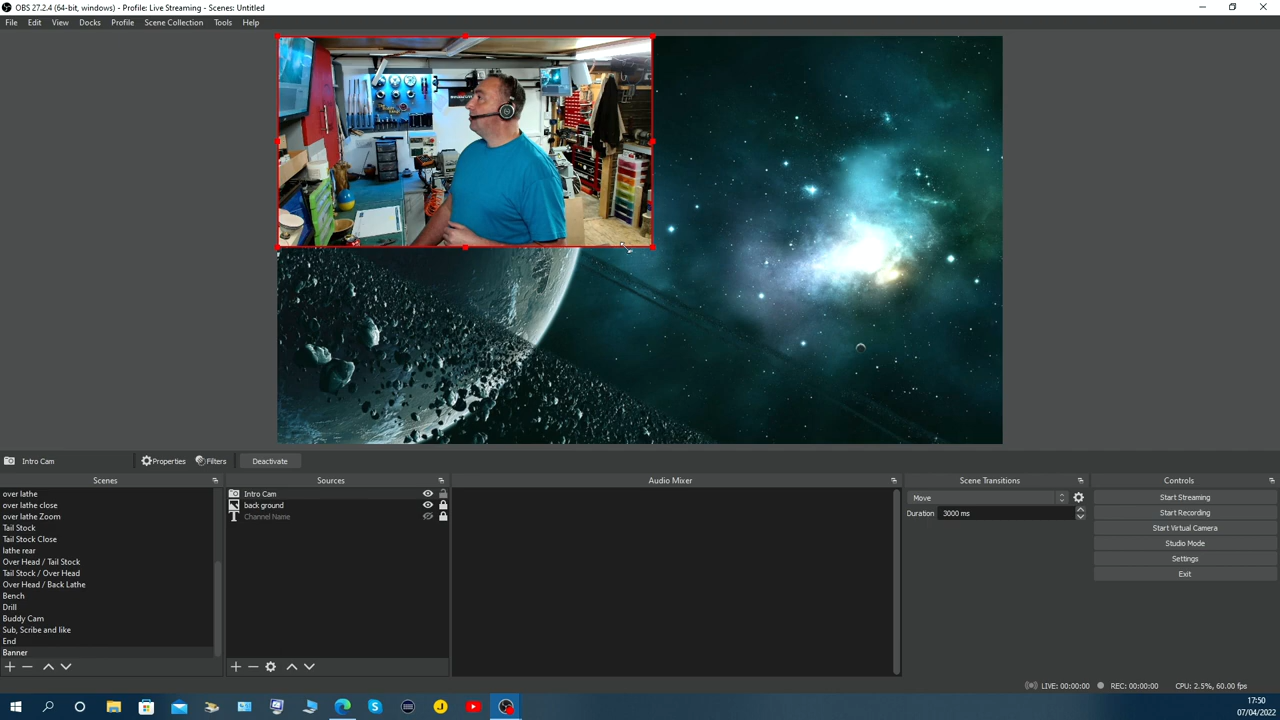 OBS 27.2.4 (64-bit, windows) - Profile: Live Streaming - Scenes: Untitled
File Edit View Docks Profile Scene Collection Tools Help
Intro Cam Properties Filters Deactivate
Scenes
over lathe
over lathe close
over lathe Zoom
Tail Stock
Tail Stock Close
lathe rear
Over Head / Tail Stock
Tail Stock / Over Head
Over Head / Back Lathe
Bench
Drill
Buddy Cam
Sub, Scribe and like
End
Banner
Sources
Intro Cam
back ground
Channel Name
Audio Mixer
Scene Transitions
Move
Duration 3000 ms
Controls
Start Streaming
Start Recording
Start Virtual Camera
Studio Mode
Settings
Exit
LIVE: 00:00:00 REC: 00:00:00 CPU: 2.5%, 60.00 fps
17:50
07/04/2022